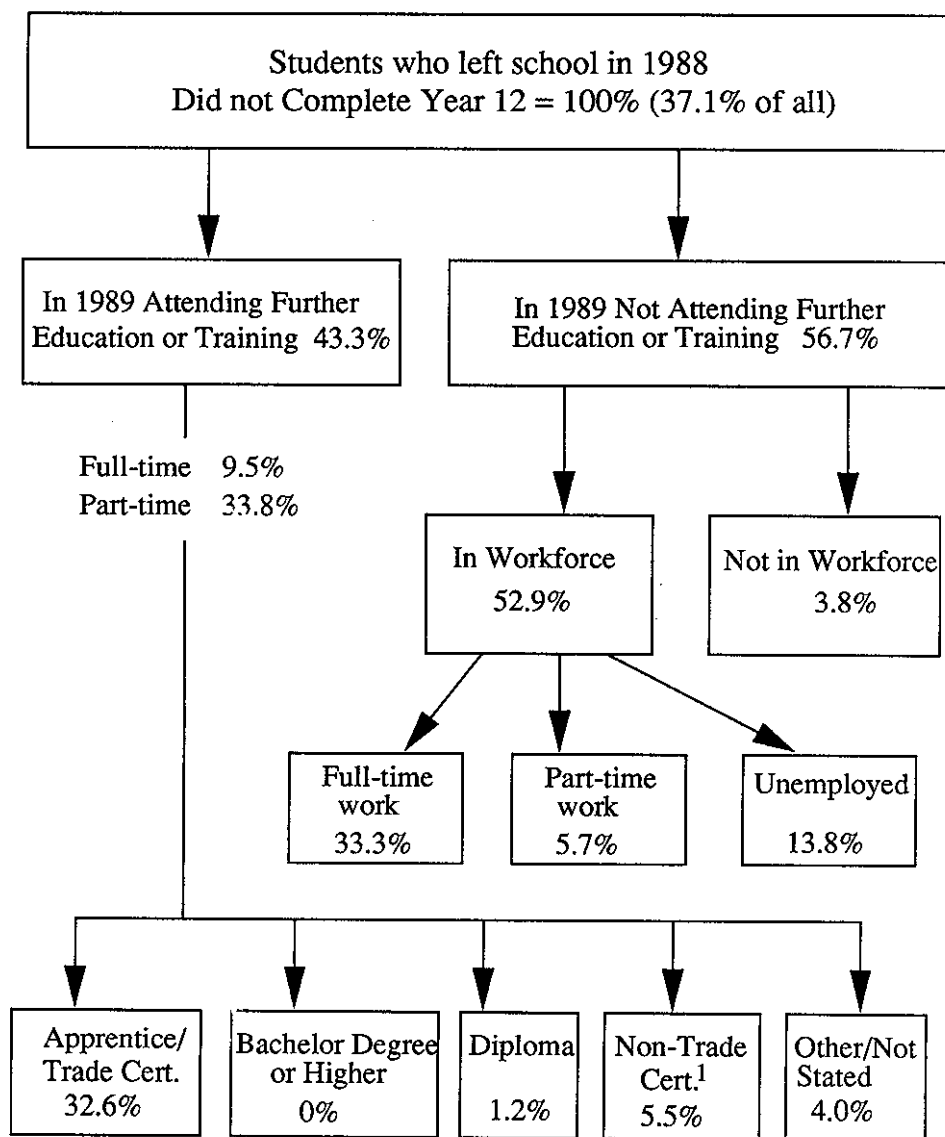 Students who left school in 1988
Did not Complete Year 12 = 100% (37.1% of all)
In 1989 Attending Further
Education or Training 43.3%
In 1989 Not Attending Further
Education or Training 56.7%
Full-time 9.5%
Part-time 33.8%
In Workforce
52.9%
Not in Workforce
3.8%
Full-time
work
33.3%
Part-time
work
5.7%
Unemployed
13.8%
Apprentice/
Trade Cert.
32.6%
Bachelor Degree
or Higher
0%
Diploma
1.2%
Non-Trade
Cert.1
5.5%
Other/Not
Stated
4.0%